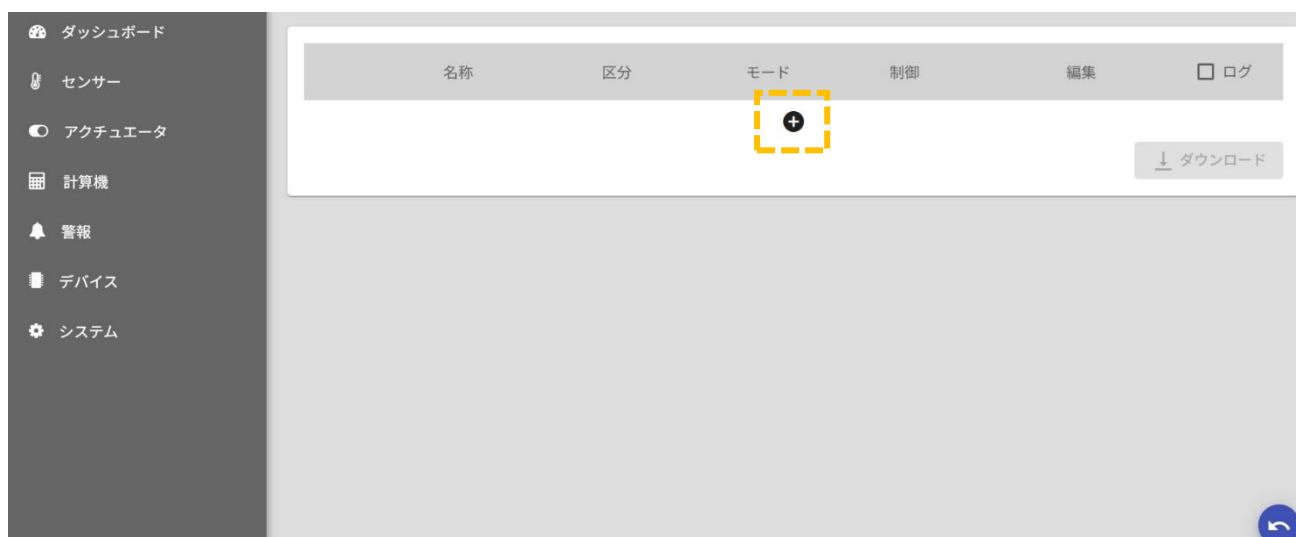 ダッシュボード
センサー
アクチュエータ
計算機
警報
デバイス
システム
名称 区分 モード 制御 編集 ログ
ダウンロード